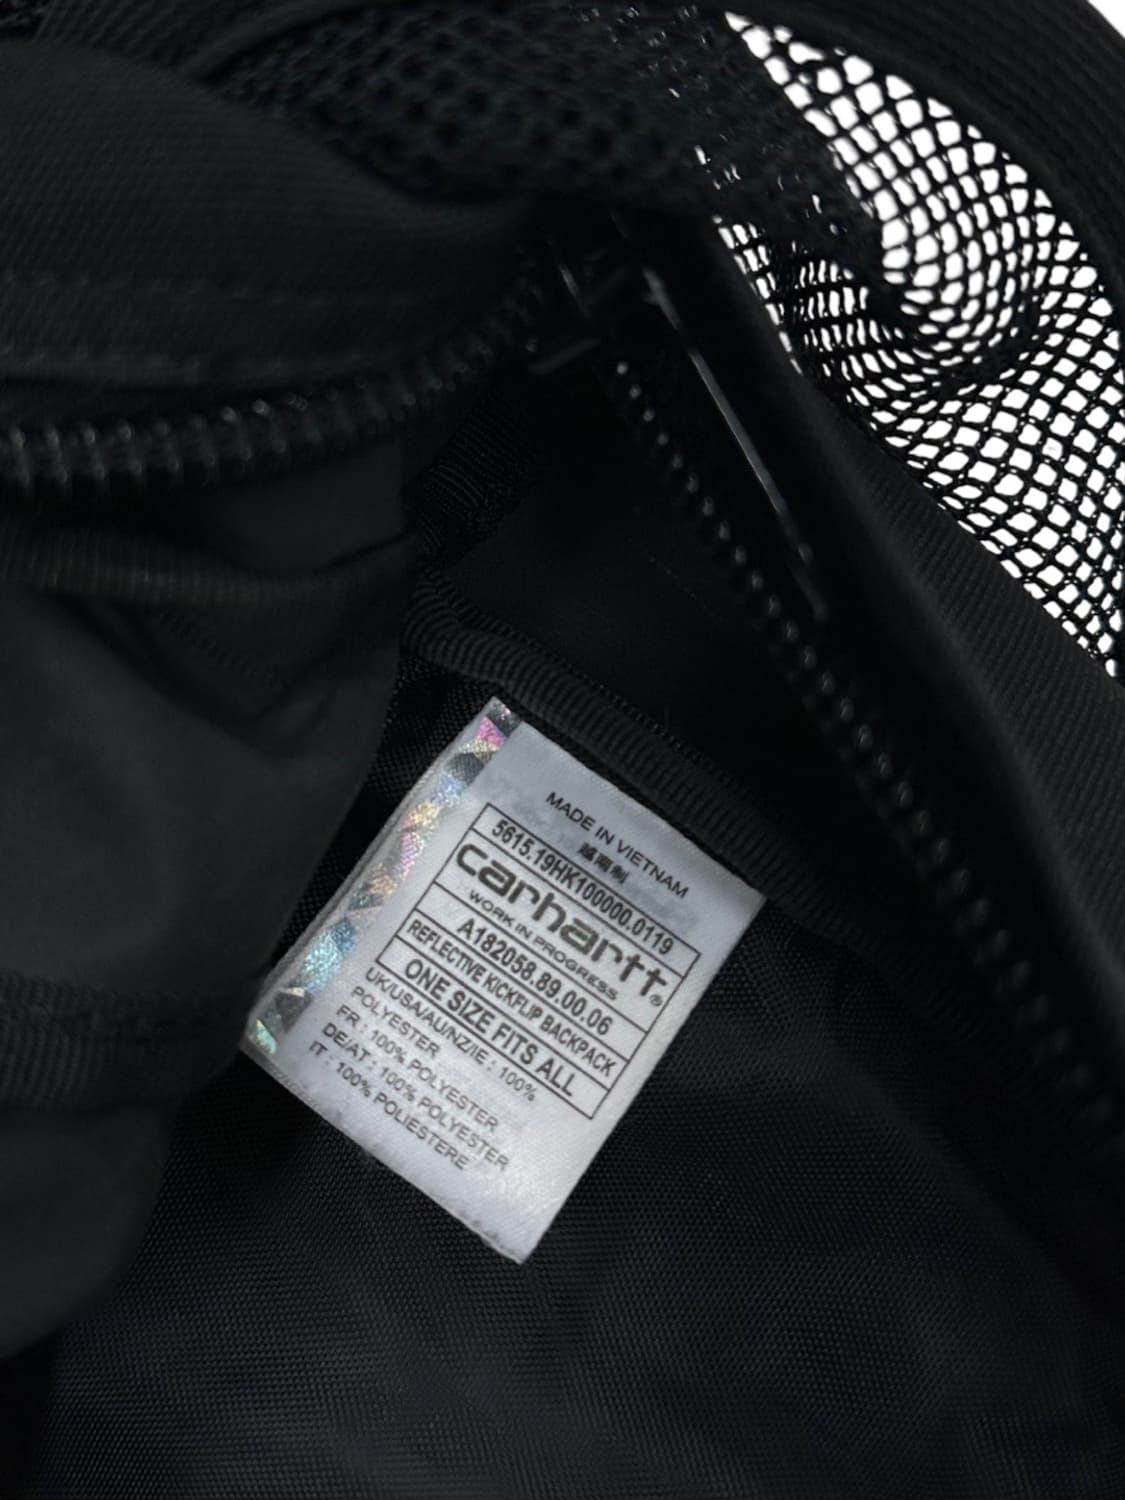 MADE IN VIETNAM
越南制
5615.19HK100000.0119
carhartt®
WORK IN PROGRESS
A182058.89.00.06
REFLECTIVE KICKFLIP BACKPACK
ONE SIZE FITS ALL
UK/USA/AU/NZ/IE : 100%
POLYESTER
FR : 100% POLYESTER
DE/AT : 100% POLYESTER
IT : 100% POLIESTERE